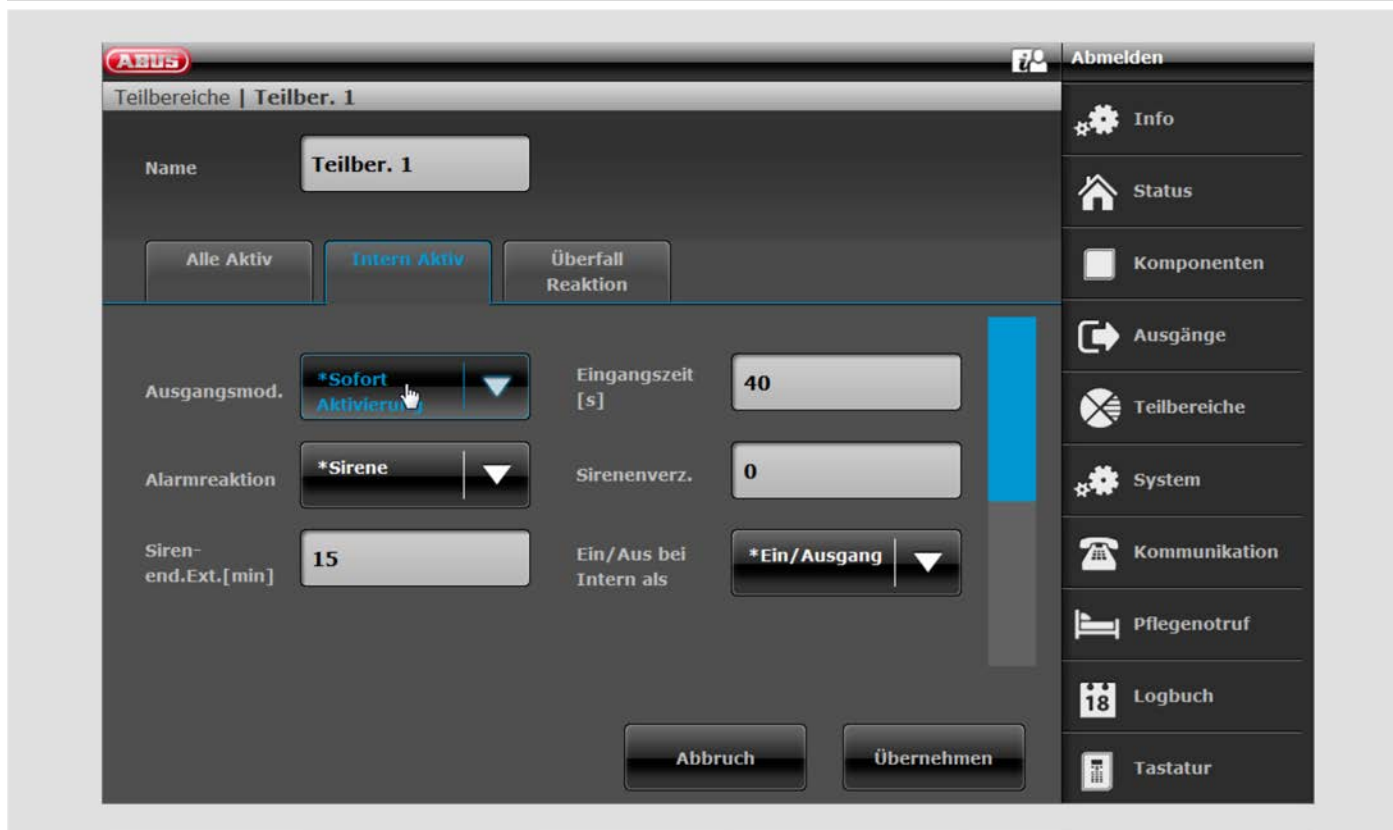 ABUS
Abmelden
Teilbereiche | Teilber. 1
Name
Teilber. 1
Alle Aktiv
Intern Aktiv
Überfall
Reaktion
Ausgangsmod.
*Sofort
Aktivierung
Eingangszeit
[s]
40
Alarmreaktion
*Sirene
Sirenenverz.
0
Siren-
end.Ext.[min]
15
Ein/Aus bei
Intern als
*Ein/Ausgang
Abbruch
Übernehmen
Info
Status
Komponenten
Ausgänge
Teilbereiche
System
Kommunikation
Pflegenotruf
18
Logbuch
Tastatur